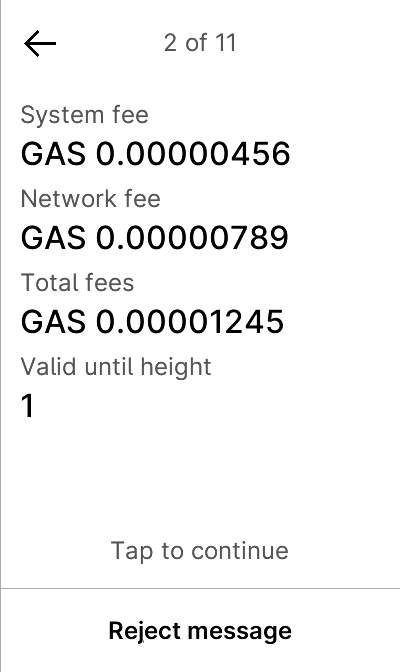 2 of 11
System fee
GAS 0.00000456
Network fee
GAS 0.00000789
Total fees
GAS 0.00001245
Valid until height
1
Tap to continue
Reject message